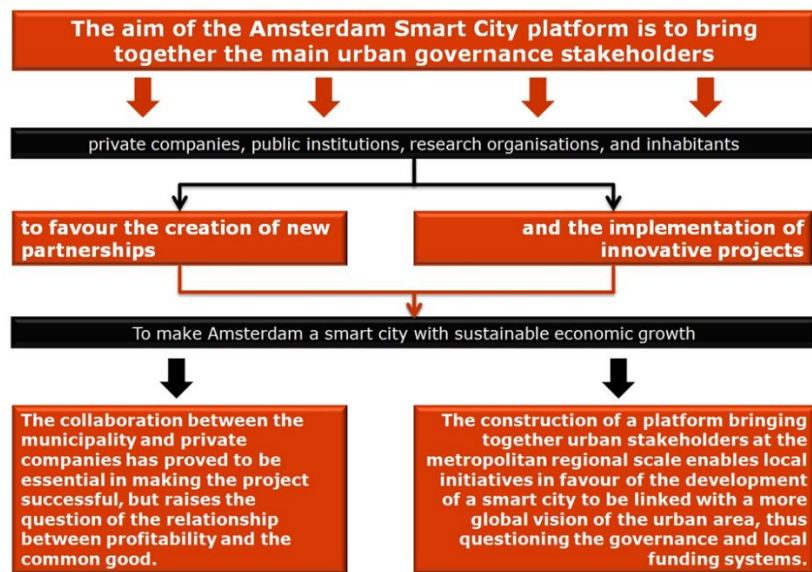 The aim of the Amsterdam Smart City platform is to bring
together the main urban governance stakeholders
private companies, public institutions, research organisations, and inhabitants
to favour the creation of new
partnerships
and the implementation of
innovative projects
To make Amsterdam a smart city with sustainable economic growth
The collaboration between the
municipality and private
companies has proved to be
essential in making the project
successful, but raises the
question of the relationship
between profitability and the
common good.
The construction of a platform bringing
together urban stakeholders at the
metropolitan regional scale enables local
initiatives in favour of the development
of a smart city to be linked with a more
global vision of the urban area, thus
questioning the governance and local
funding systems.